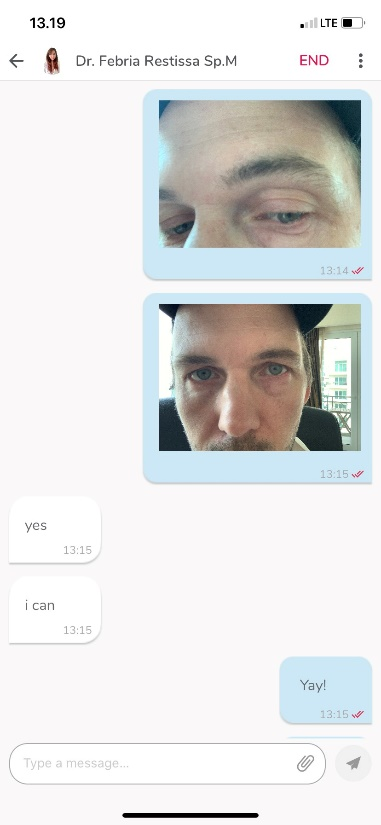 13.19
LTE
Dr. Febria Restissa Sp.M
END
13:14
13:15
yes
13:15
i can
13:15
Yay!
13:15
Type a message...